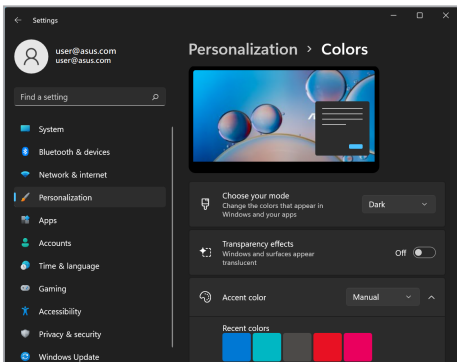 Settings
user@asus.com
user@asus.com
Find a setting
System
Bluetooth & devices
Network & internet
Personalization
Apps
Accounts
Time & language
Gaming
Accessibility
Privacy & security
Windows Update
Personalization > Colors
Choose your mode
Change the colors that appear in
Windows and your apps
Dark
Transparency effects
Windows and surfaces appear
translucent
Off
Accent color
Manual
Recent colors